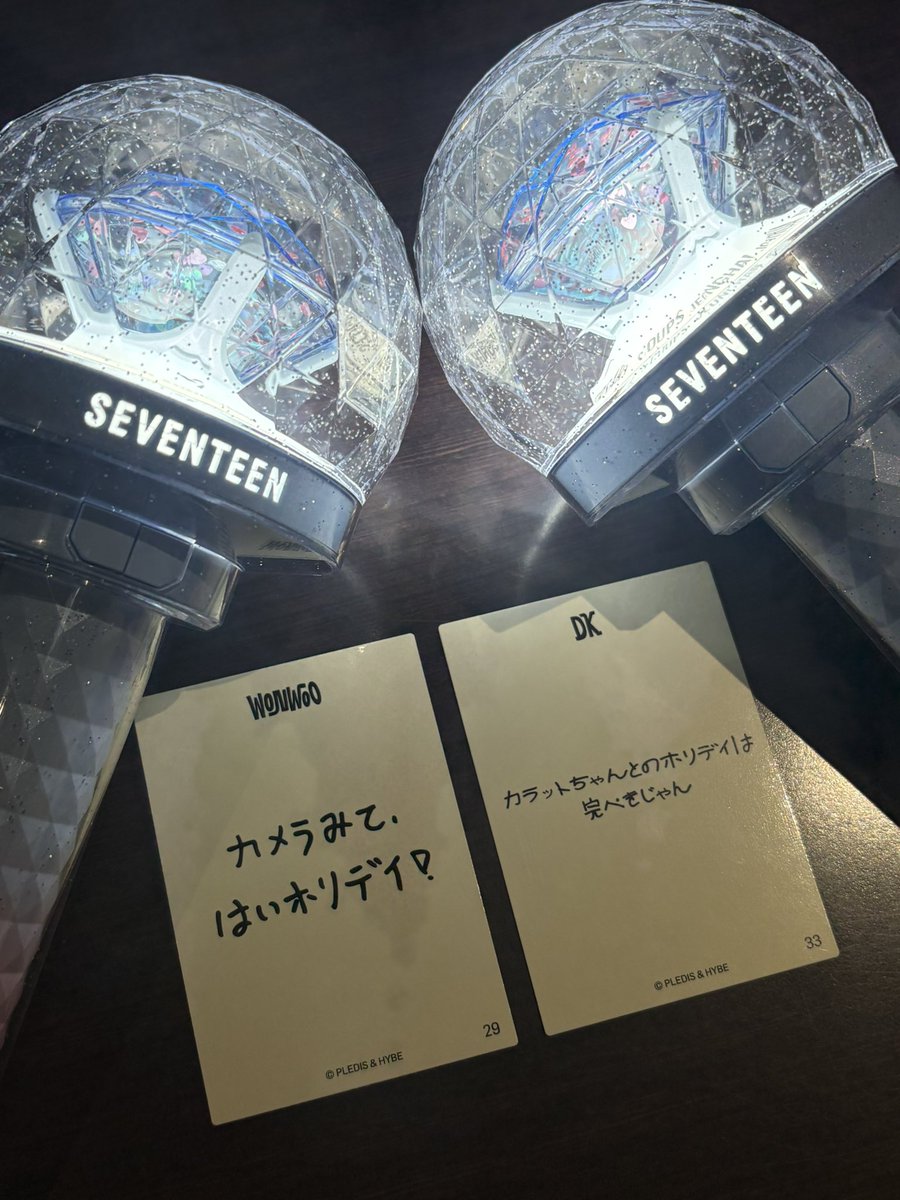 SEVENTEEN
COUPS JEONGHAN
SEVENTEEN
WONWOO
カメラみて、
はいホリデイ!
© PLEDIS & HYBE
29
DK
カラットちゃんとのホリデイは
完ぺきじゃん
© PLEDIS & HYBE
33